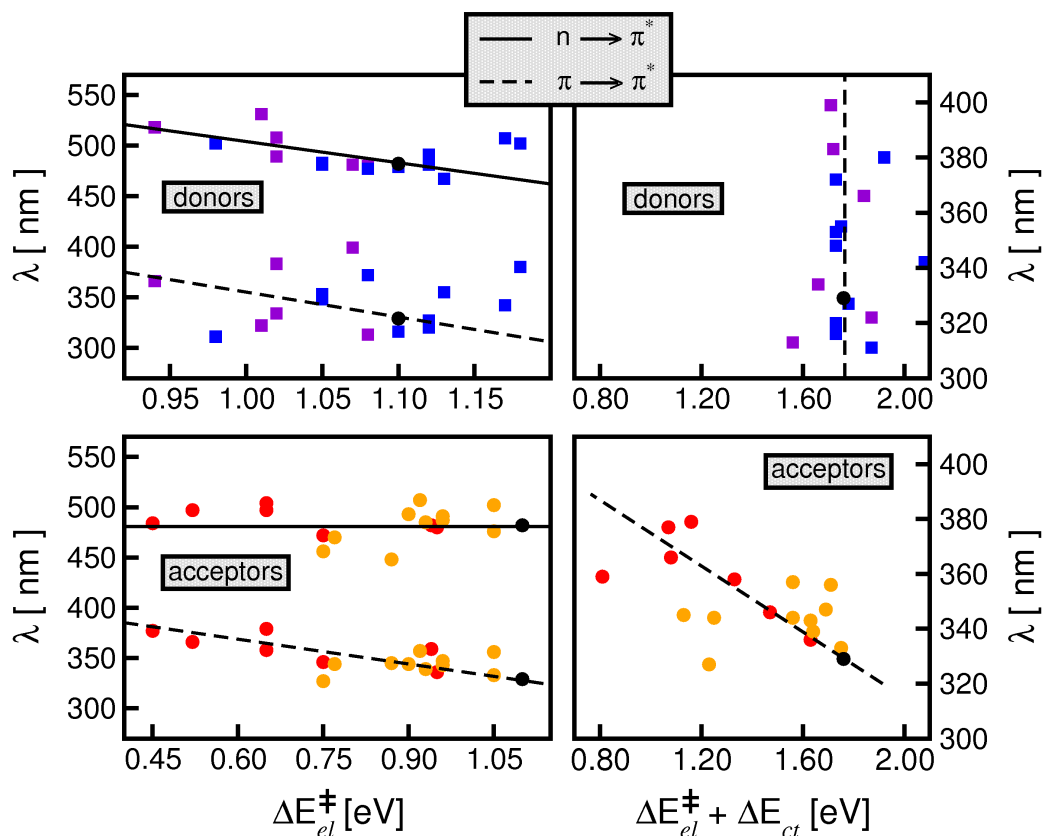 n → π*
π → π*
550
500
450
400
350
300
λ [ nm ]
donors
0.95 1.00 1.05 1.10 1.15
donors
400
380
360
340
320
300
λ [ nm ]
0.80 1.20 1.60 2.00
550
500
450
400
350
300
λ [ nm ]
acceptors
0.45 0.60 0.75 0.90 1.05
ΔE‡el [eV]
acceptors
400
380
360
340
320
300
λ [ nm ]
0.80 1.20 1.60 2.00
ΔE‡el + ΔEct [eV]